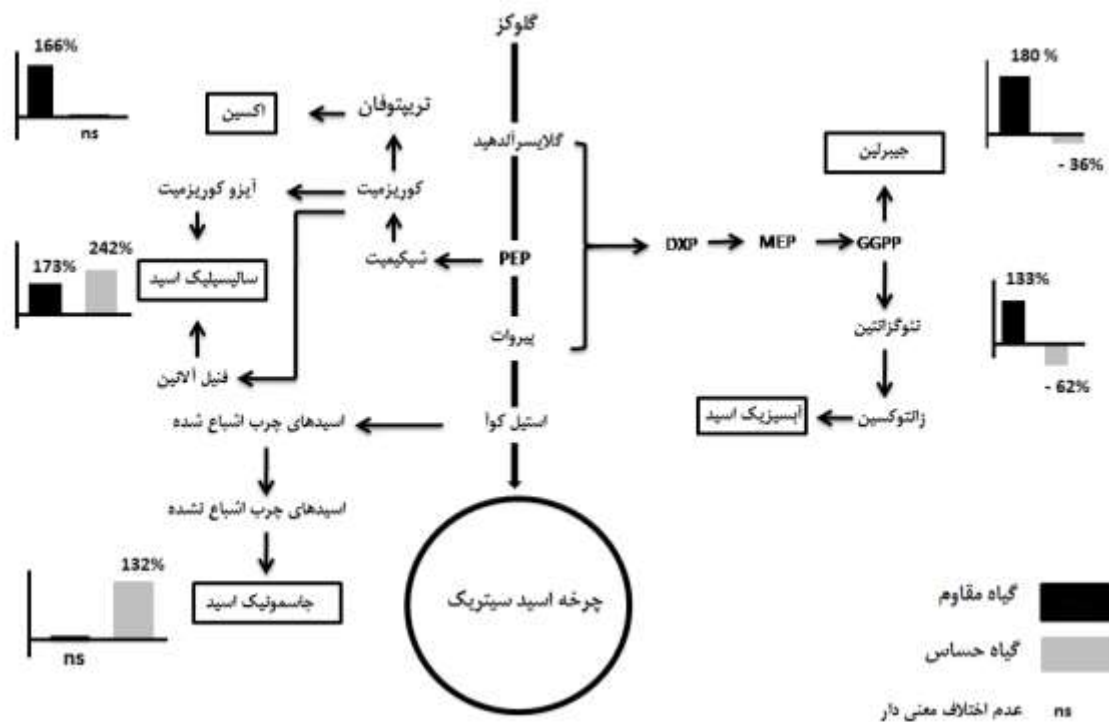 گلوکز
166%
180 %
تریپتوفان
اکسین
ns
گلایسرآلدهید
جیبرلین
- 36%
آیزو کوریزمیت
کوریزمیت
242%
173%
سالیسیلیک اسید
شیکیمیت
PEP
DXP
MEP
GGPP
133%
نئوگزانتین
پیروات
فنیل آلانین
- 62%
اسیدهای چرب اشباع شده
استیل کوآ
آبسیزیک اسید
زانتوکسین
اسیدهای چرب اشباع نشده
132%
جاسمونیک اسید
چرخه اسید سیتریک
ns
گیاه مقاوم
گیاه حساس
ns عدم اختلاف معنی دار